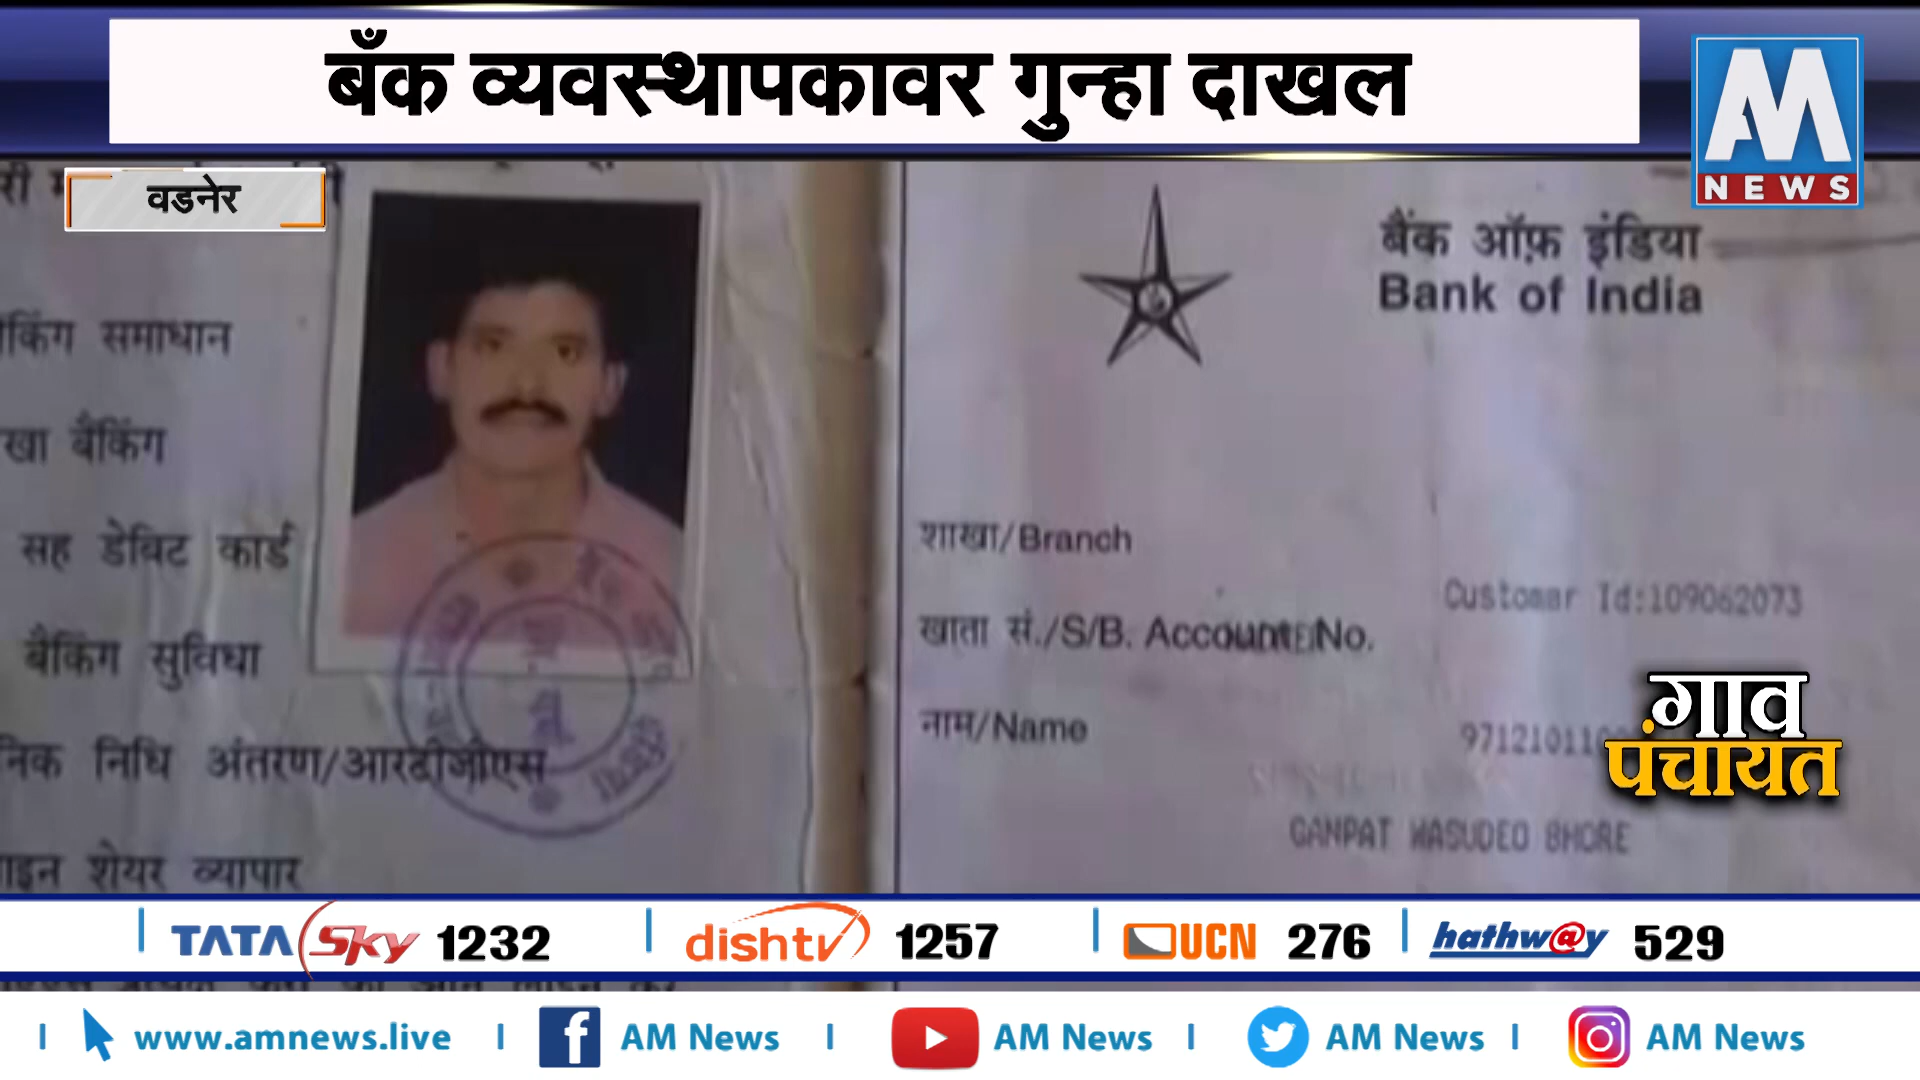 बँक व्यवस्थापकावर गुन्हा दाखल
AM
NEWS
वडनेर
बैंक ऑफ़ इंडिया
Bank of India
किंग समाधान
खा बैंकिंग
सह डेबिट कार्ड
बैंकिंग सुविधा
निक निधि अंतरण/आरटीजीएस
इन शेयर व्यापार
शाखा/Branch
Customer Id:109062073
खाता सं./S/B. Account No.
नाम/Name
97121011
GANPAT WASUDEO BHORE
गाव
पंचायत
TATA Sky 1232
dishtv 1257
UCN 276
hathw@y 529
www.amnews.live
AM News
AM News
AM News
AM News